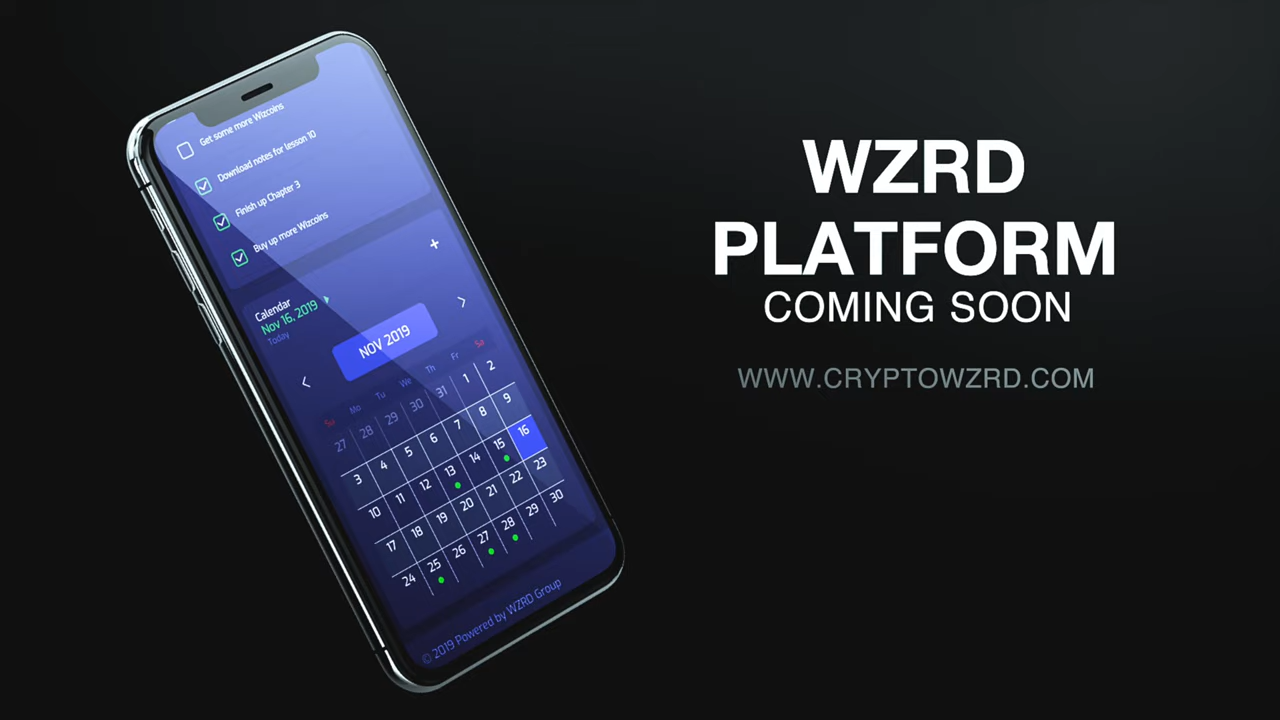 Get some more Wizcoins
Download notes for lesson 10
Finish up Chapter 3
Buy up more Wizcoins
+
Calendar
Nov 16, 2019
Today
NOV 2019
Su Mo Tu We Th Fr Sa
27 28 29 30 31 1 2
3 4 5 6 7 8 9
10 11 12 13 14 15 16
17 18 19 20 21 22 23
24 25 26 27 28 29 30
© 2019 Powered by WZRD Group
WZRD
PLATFORM
COMING SOON
WWW.CRYPTOWZRD.COM